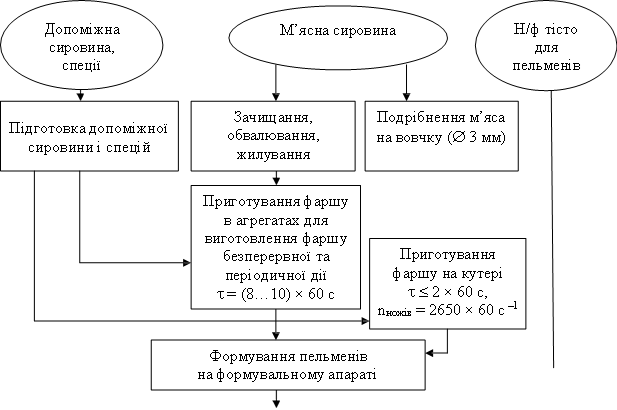 Допоміжна
сировина,
спеції
М’ясна сировина
Н/ф тісто
для
пельменів
Підготовка допоміжної
сировини і спецій
Зачищання,
обвалювання,
жилування
Подрібнення м’яса
на вовчку (∅ 3 мм)
Приготування фаршу
в агрегатах для
виготовлення фаршу
безперервної та
періодичної дії
τ = (8…10) × 60 с
Приготування
фаршу на кутері
τ ≤ 2 × 60 с,
nножів = 2650 × 60 с –1
Формування пельменів
на формувальному апараті